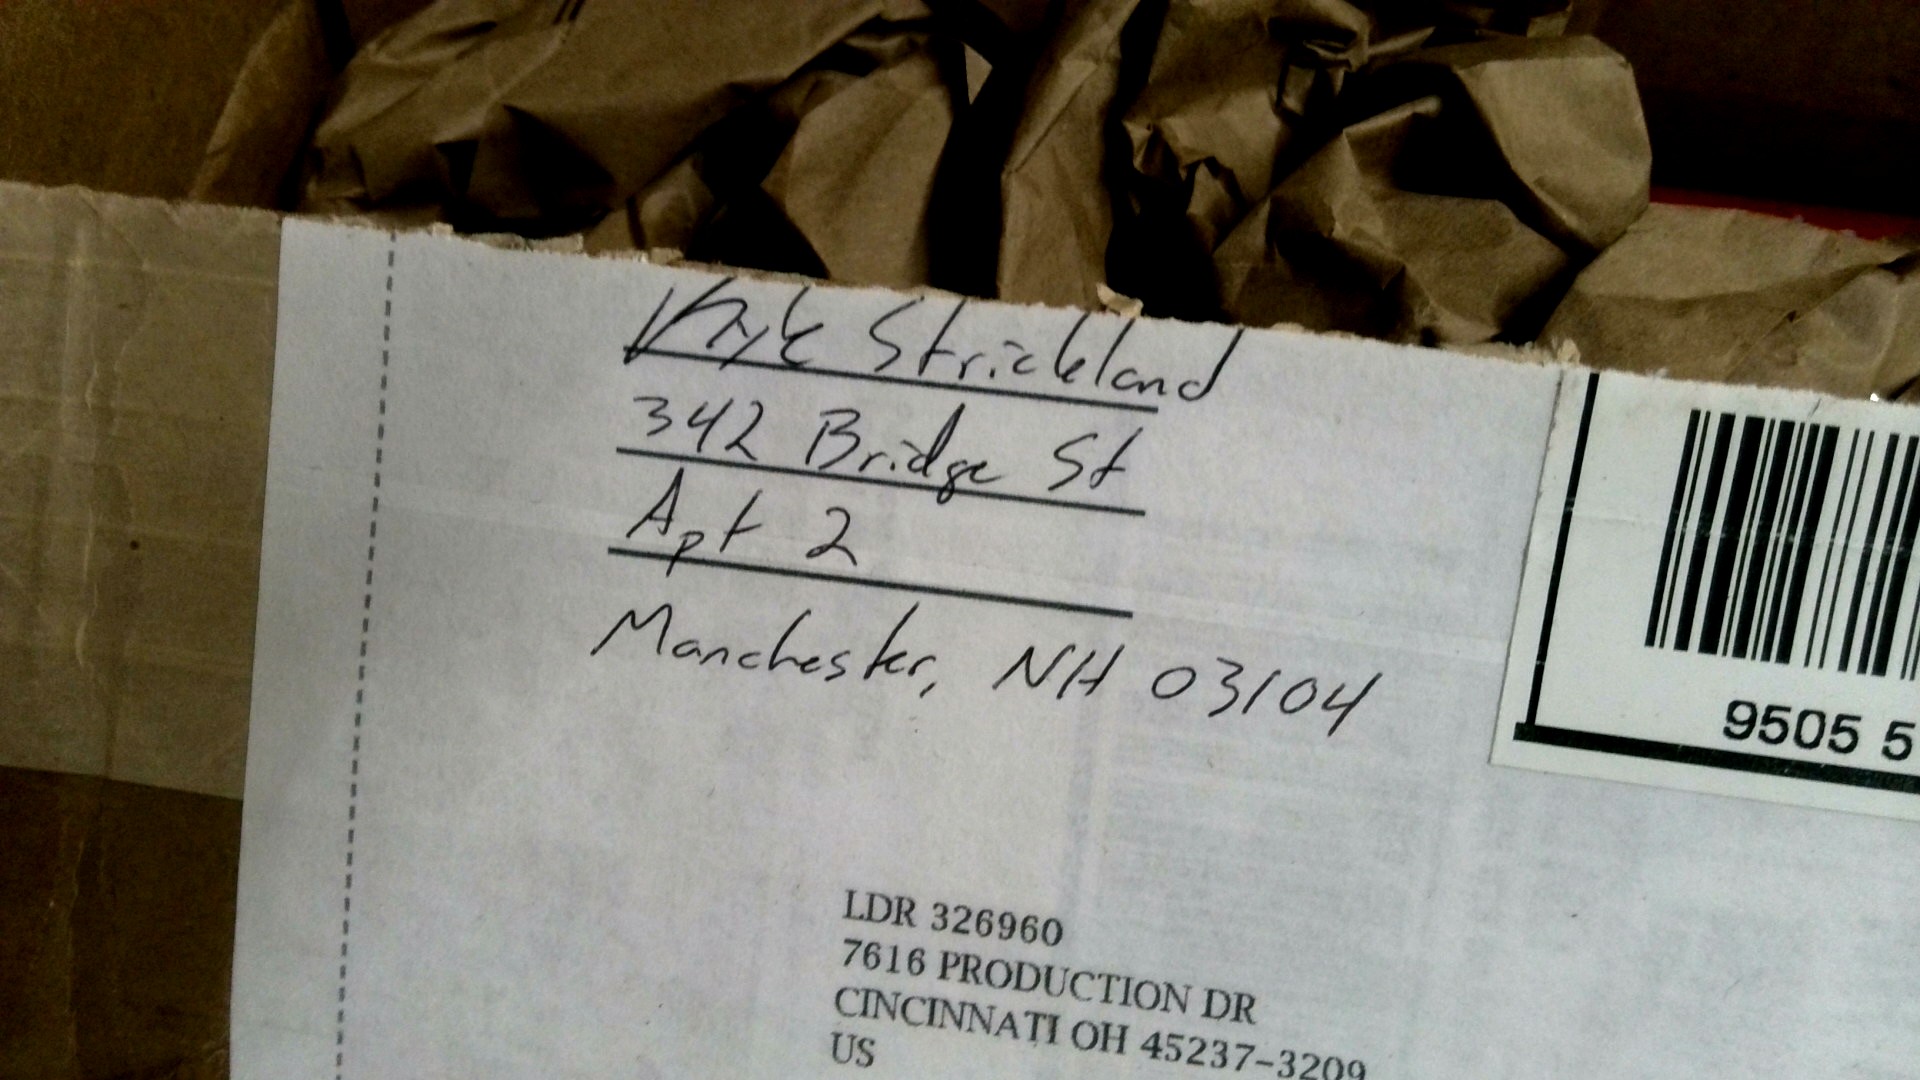 Kyle Strickland
342 Bridge St
Apt 2
Manchester, NH 03104
9505 5
LDR 326960
7616 PRODUCTION DR
CINCINNATI OH 45237-3209
US